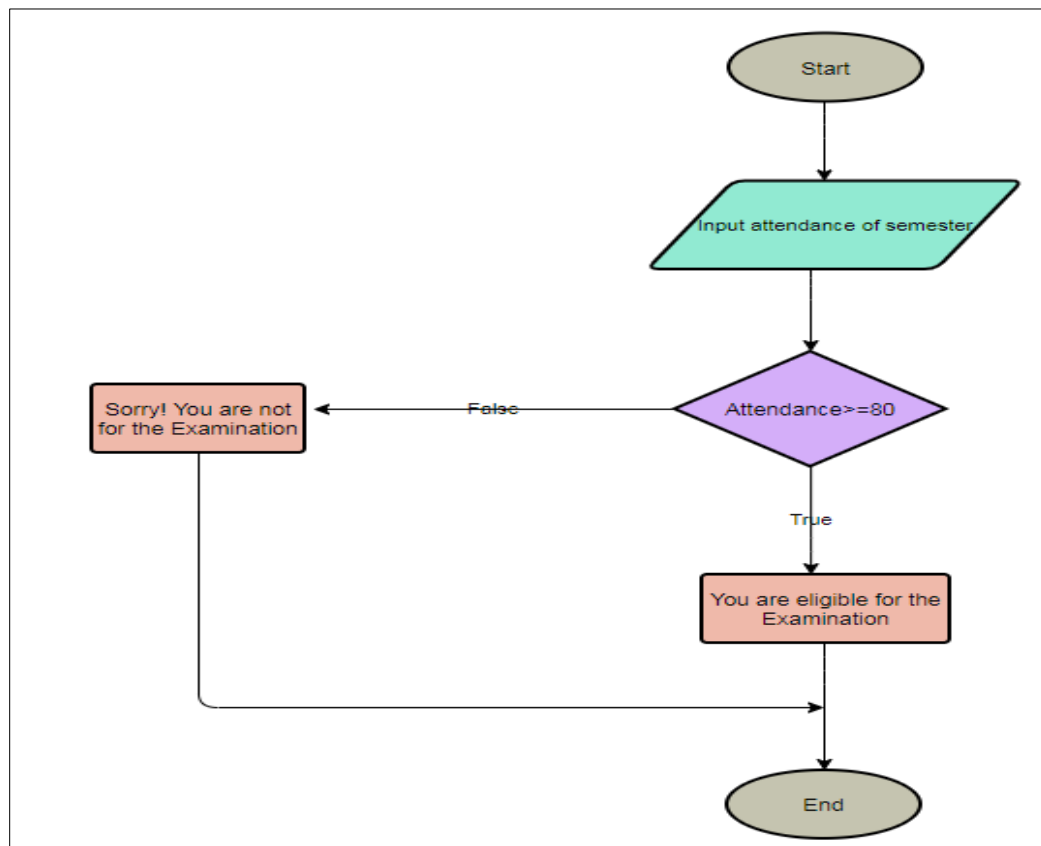 Start
Input attendance of semester
Attendance>=80
False
Sorry! You are not
for the Examination
True
You are eligible for the
Examination
End